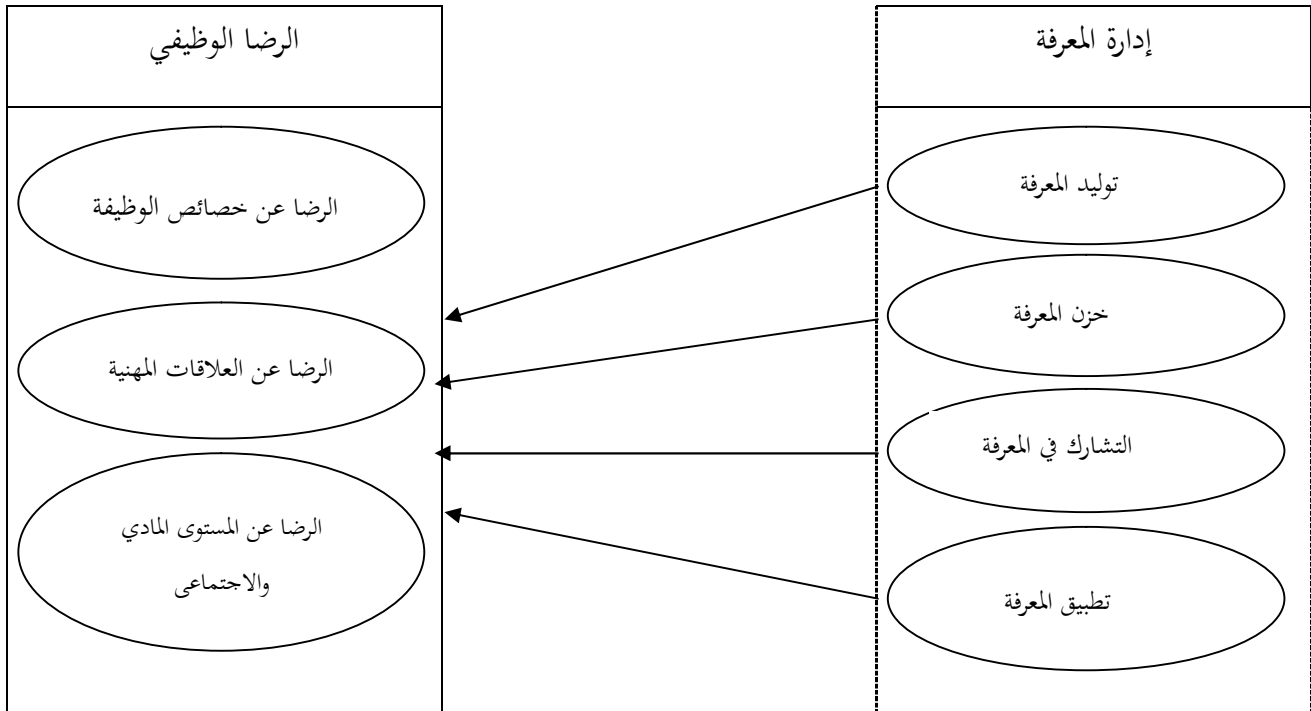 إدارة المعرفة
توليد المعرفة
خزن المعرفة
التشارك في المعرفة
تطبيق المعرفة
الرضا الوظيفي
الرضا عن خصائص الوظيفة
الرضا عن العلاقات المهنية
الرضا عن المستوى المادي
والاجتماعى